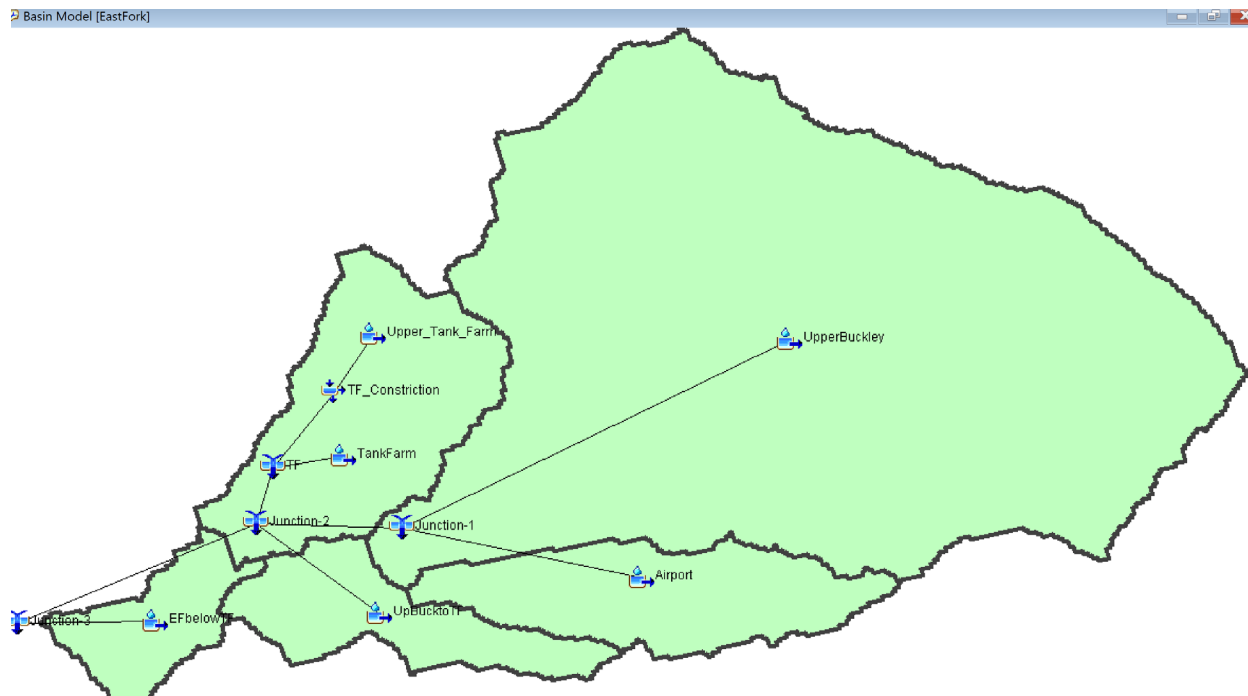 Basin Model [EastFork]
Upper_Tank_Farm
UpperBuckley
TF_Constriction
TankFarm
TF
Junction-2
Junction-1
Airport
UpBucktoTF
EFbelowTF
Junction-3